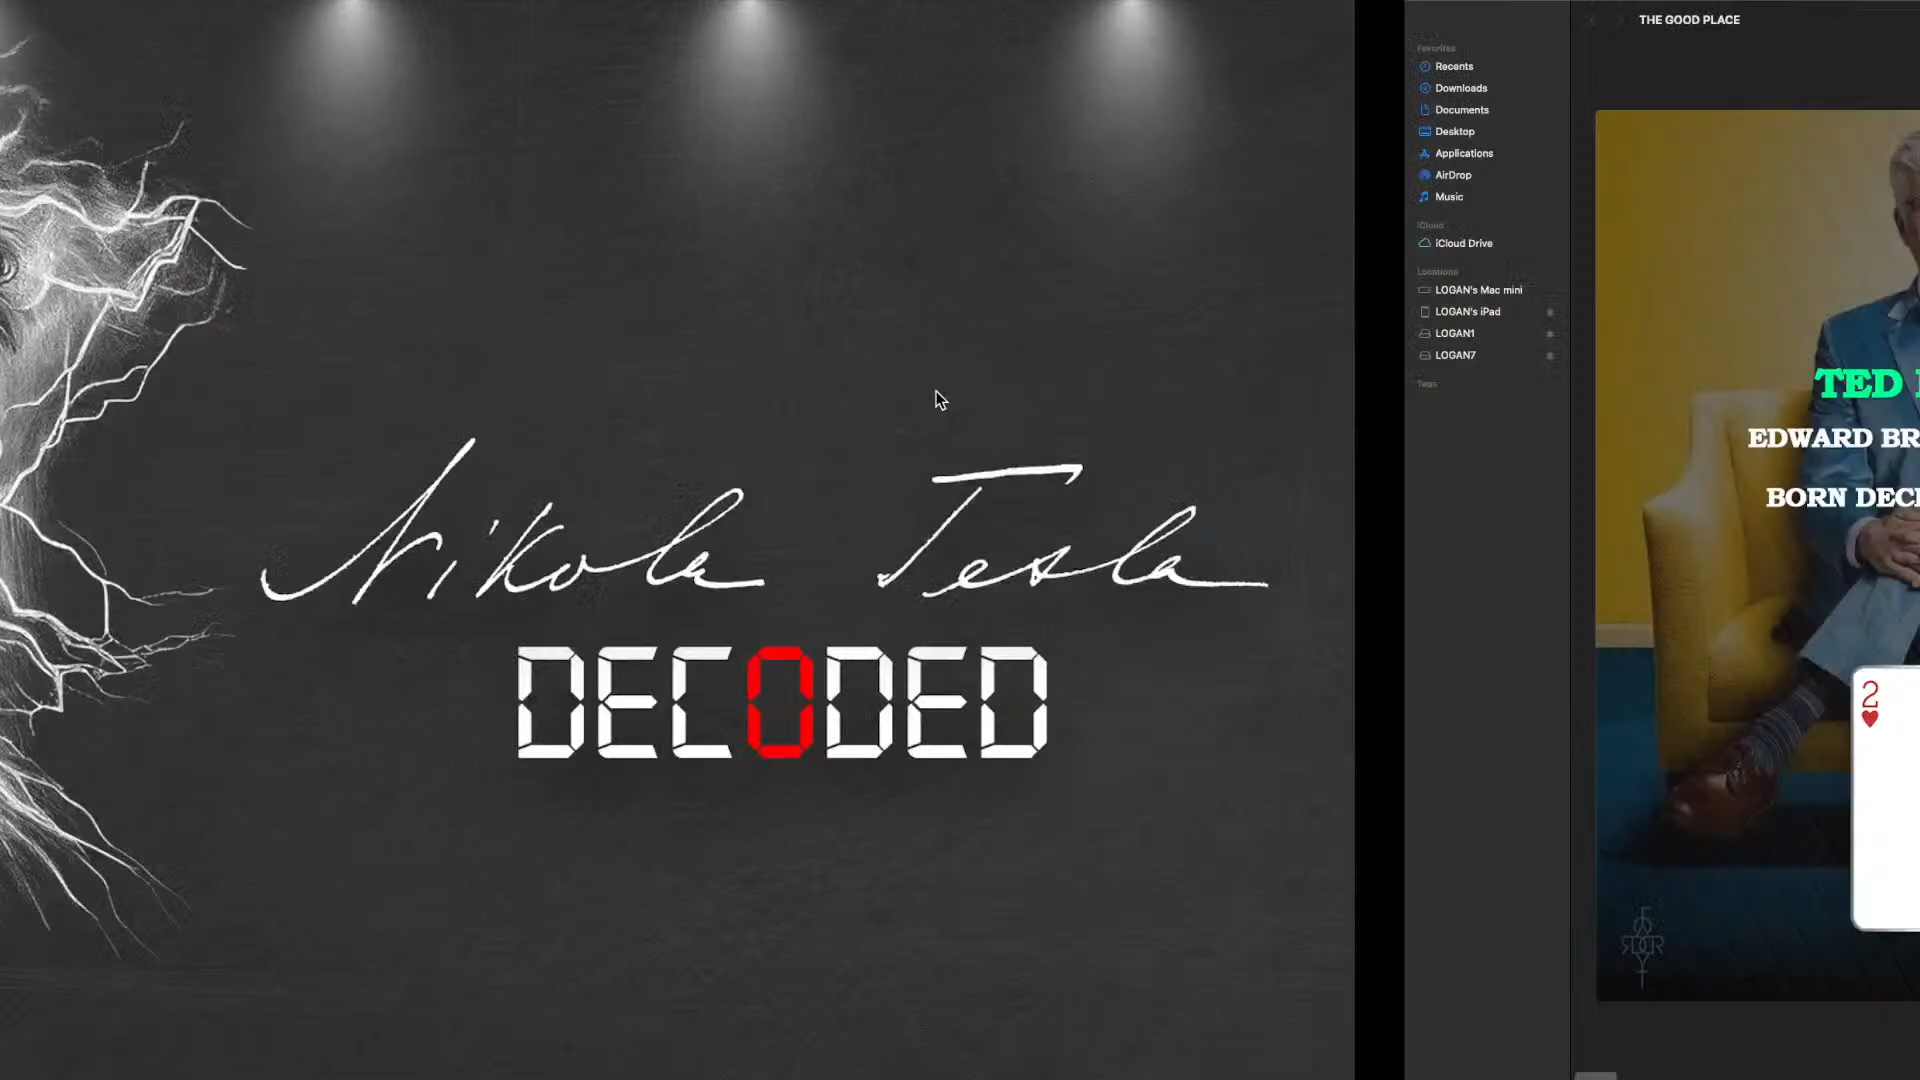 Nikola Tesla
DECODED
THE GOOD PLACE
Favorites
Recents
Downloads
Documents
Desktop
Applications
AirDrop
Music
iCloud
iCloud Drive
Locations
LOGAN's Mac mini
LOGAN's iPad
LOGAN1
LOGAN7
Tags
TED
EDWARD BR
BORN DEC
2